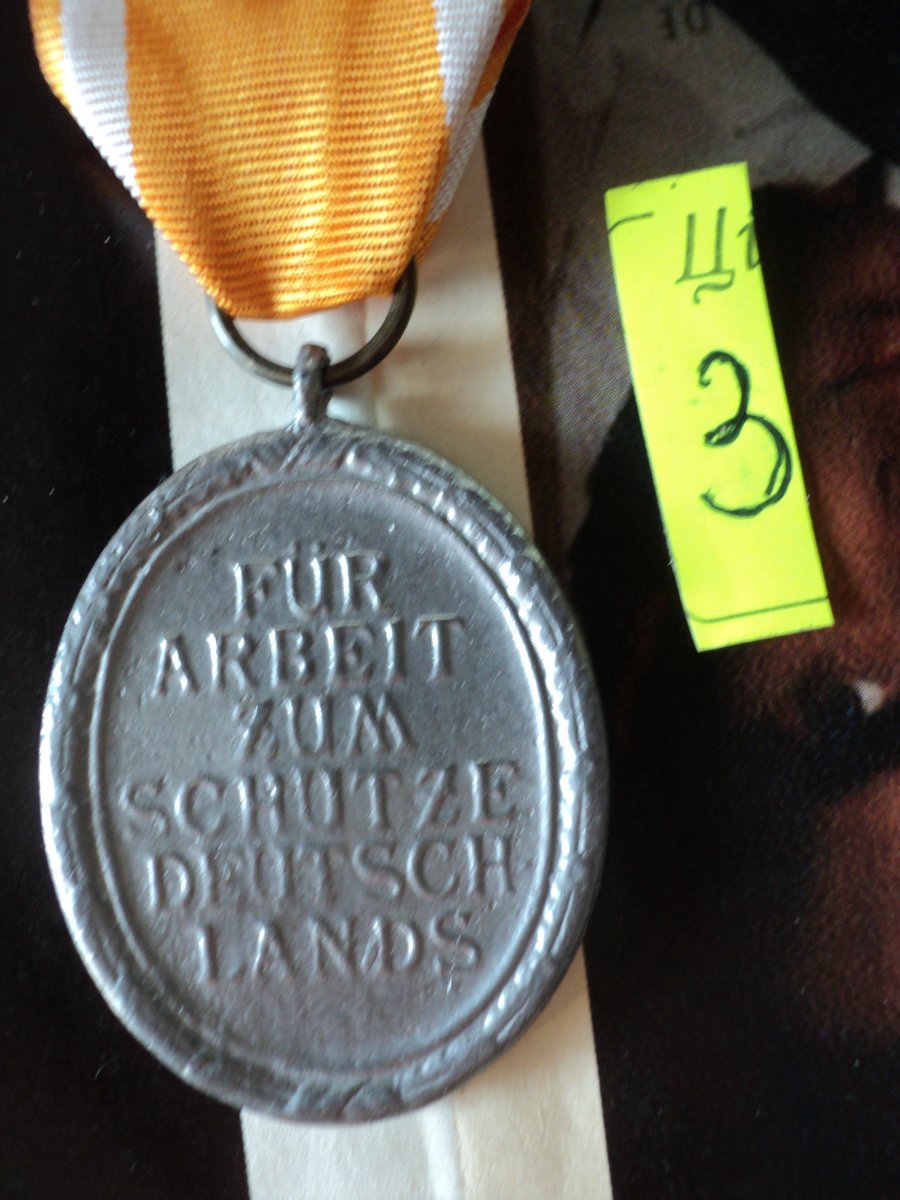 FÜR
ARBEIT
ZUM
SCHUTZE
DEUTSCH
LANDS
3